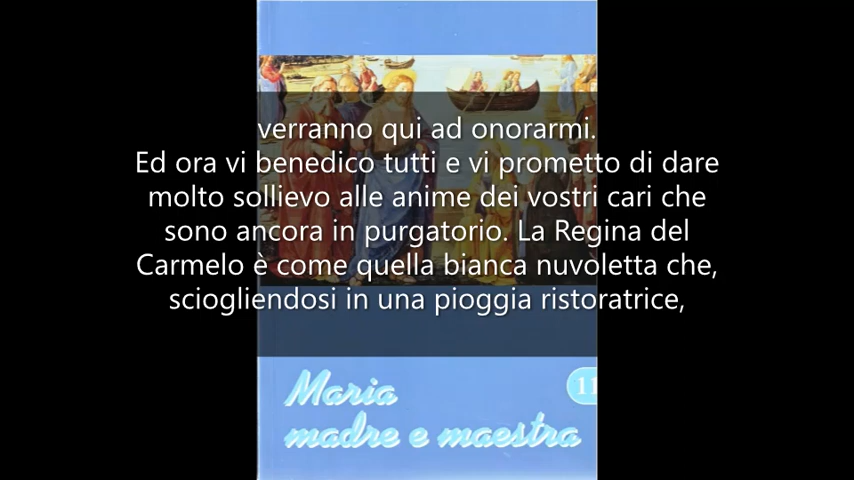 verranno qui ad onorarmi.
Ed ora vi benedico tutti e vi prometto di dare
molto sollievo alle anime dei vostri cari che
sono ancora in purgatorio. La Regina del
Carmelo è come quella bianca nuvoletta che,
sciogliendosi in una pioggia ristoratrice,
Maria
11
madre e maestra